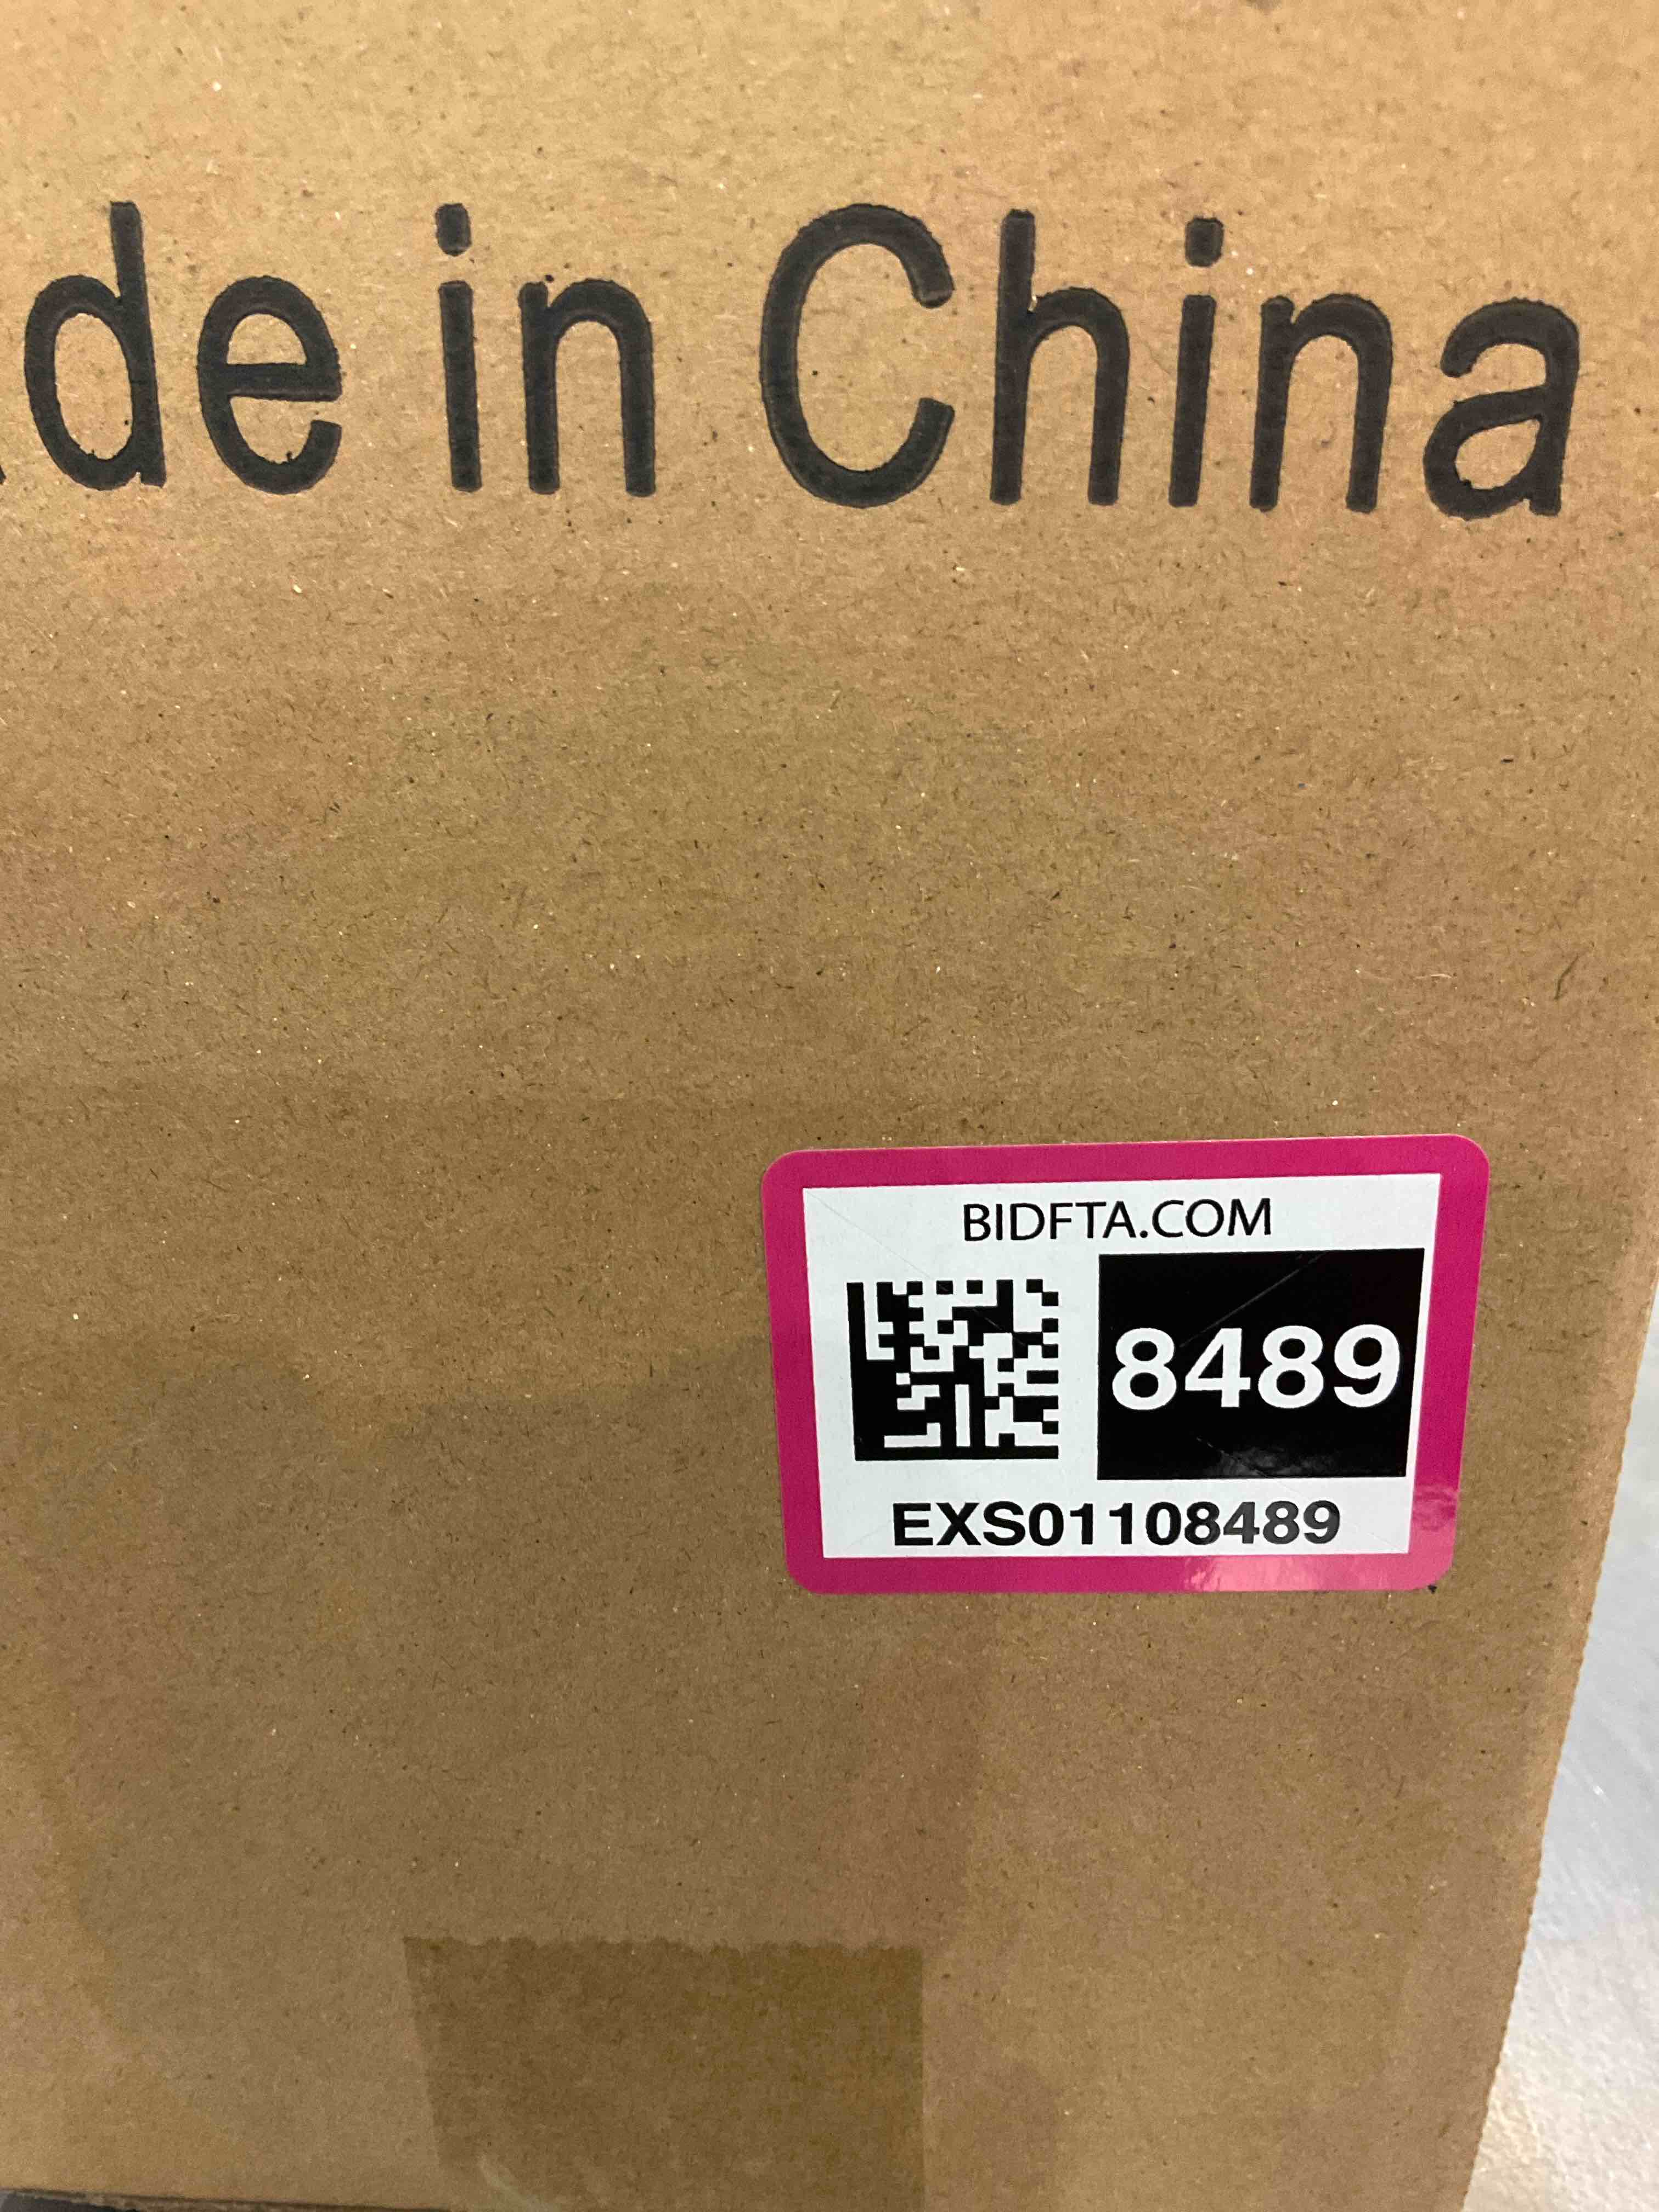 de in China
BIDFTA.COM
8489
EXS01108489